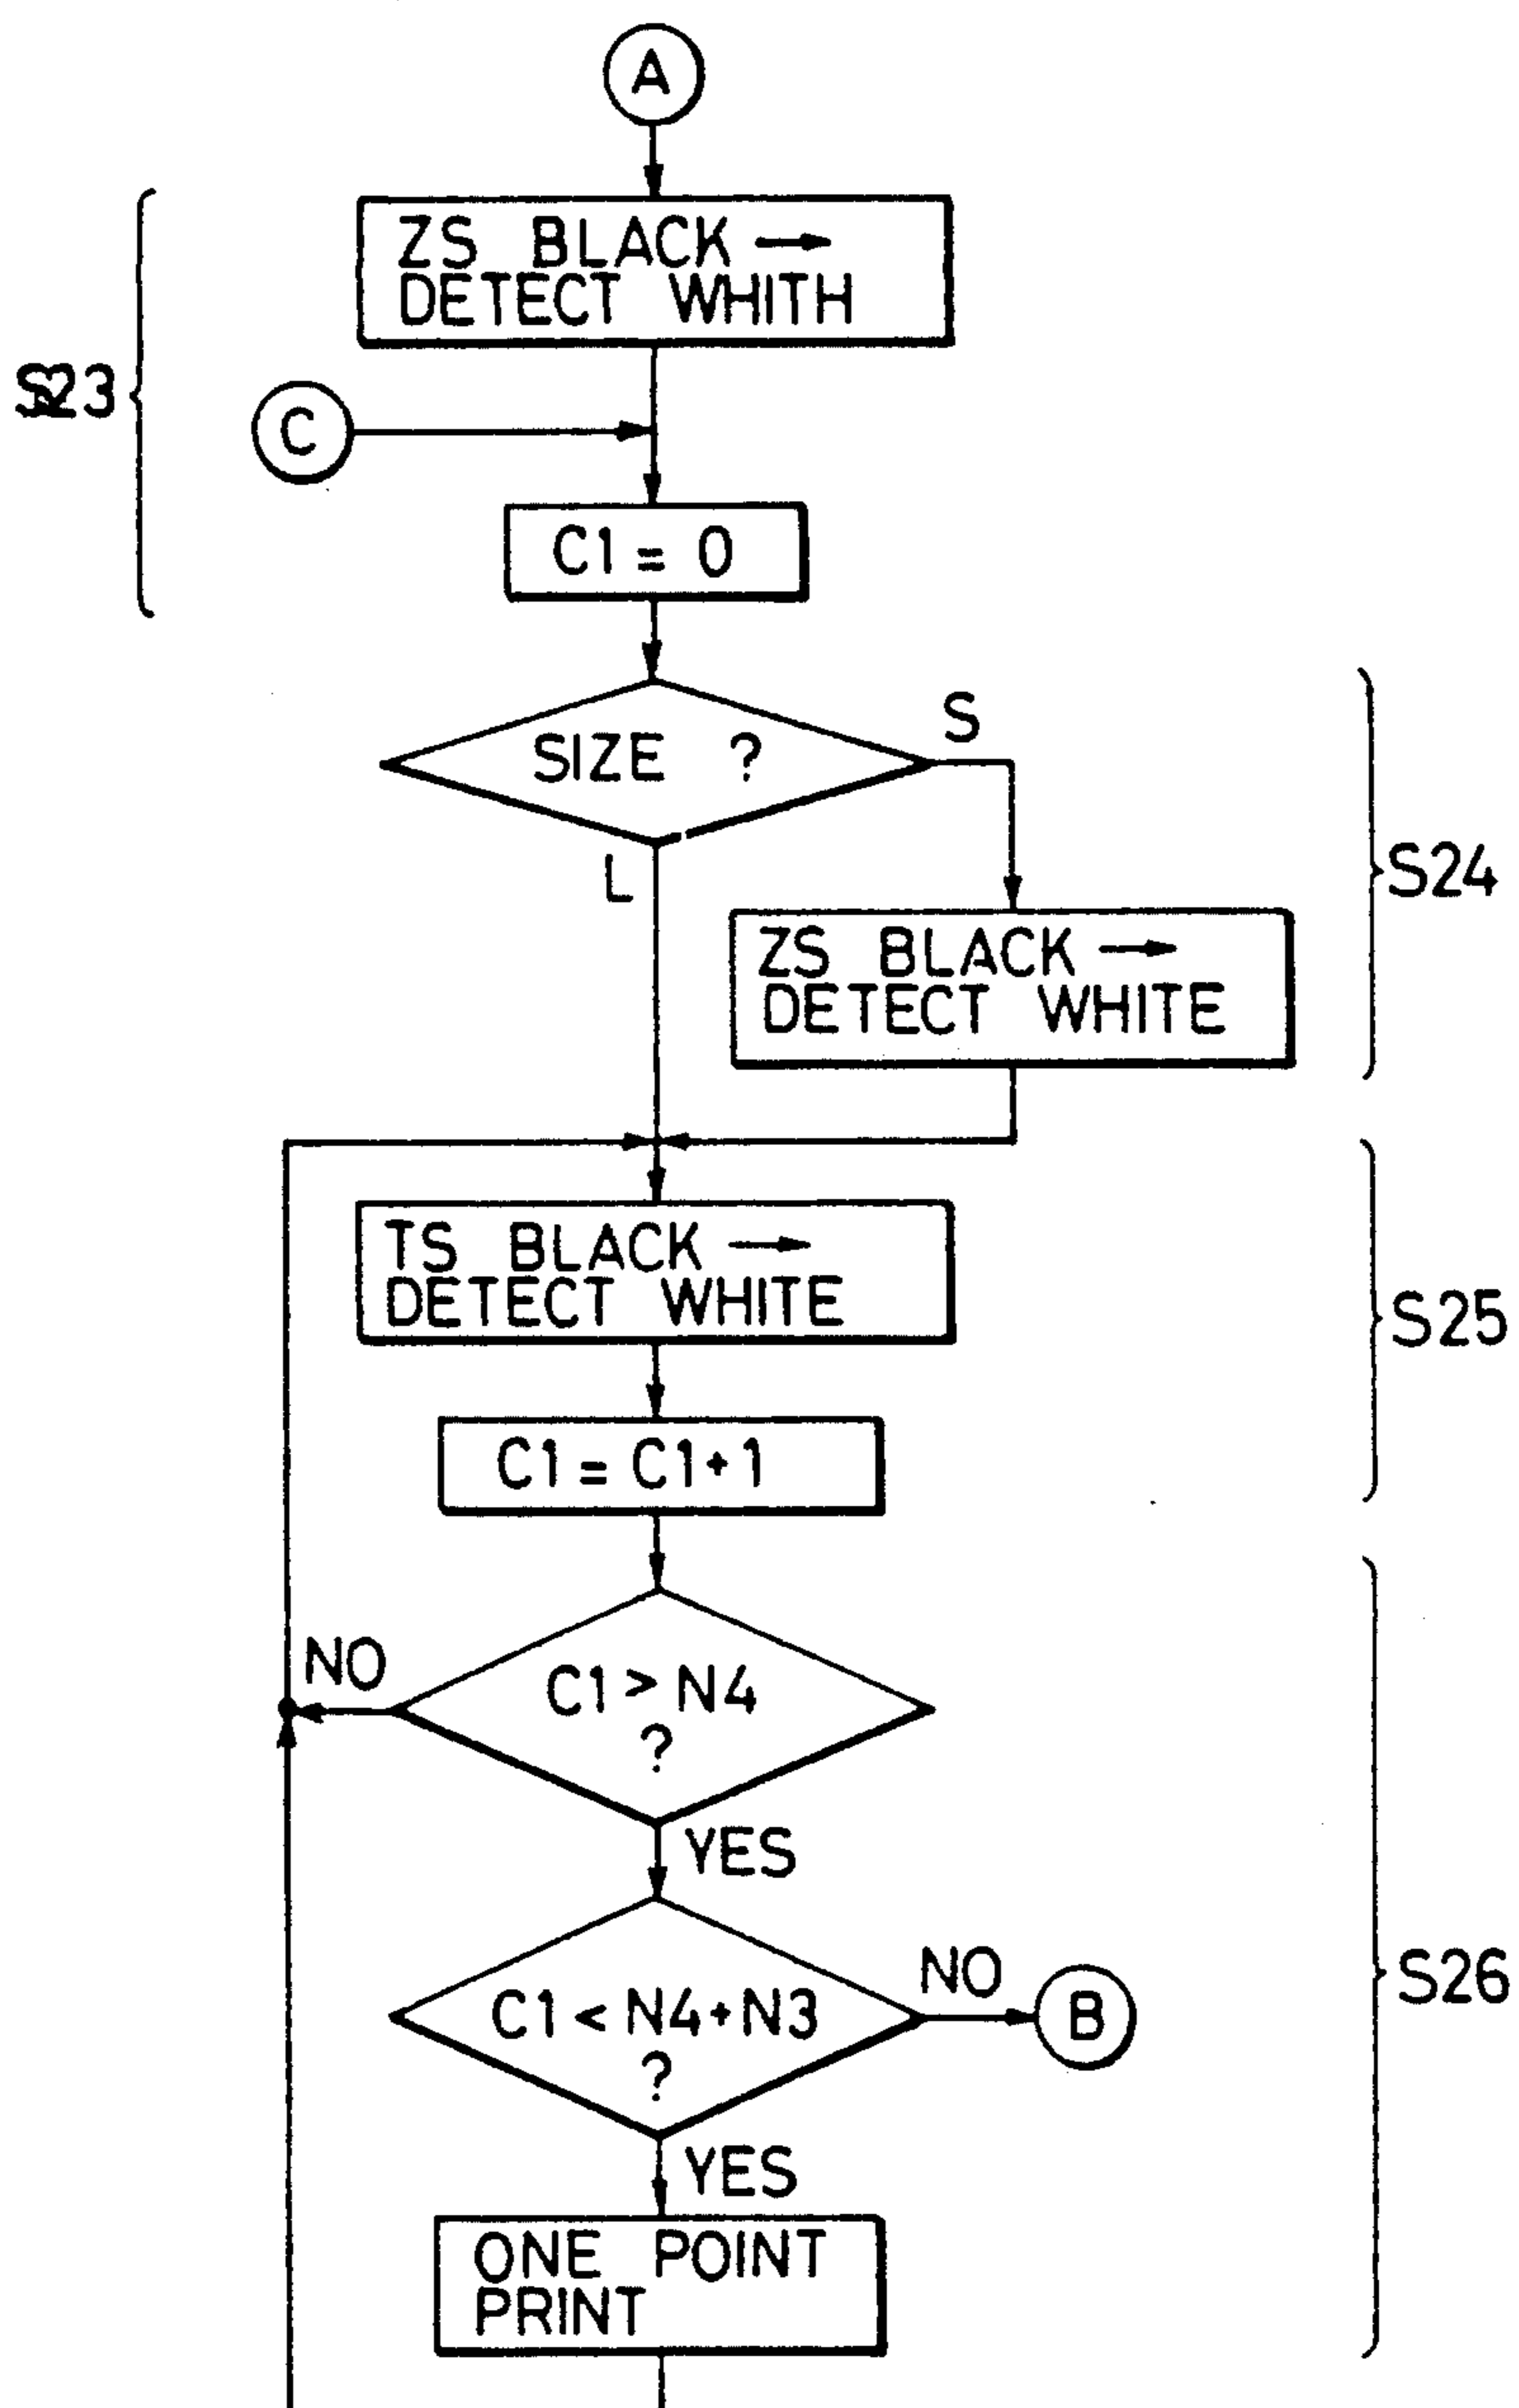 A
ZS BLACK →
DETECT WHITH
S23
C
C1 = 0
SIZE ?
S
L
S24
ZS BLACK →
DETECT WHITE
TS BLACK →
DETECT WHITE
S25
C1 = C1+1
NO
C1 > N4
?
YES
S26
C1 < N4+N3
?
NO
B
YES
ONE POINT
PRINT